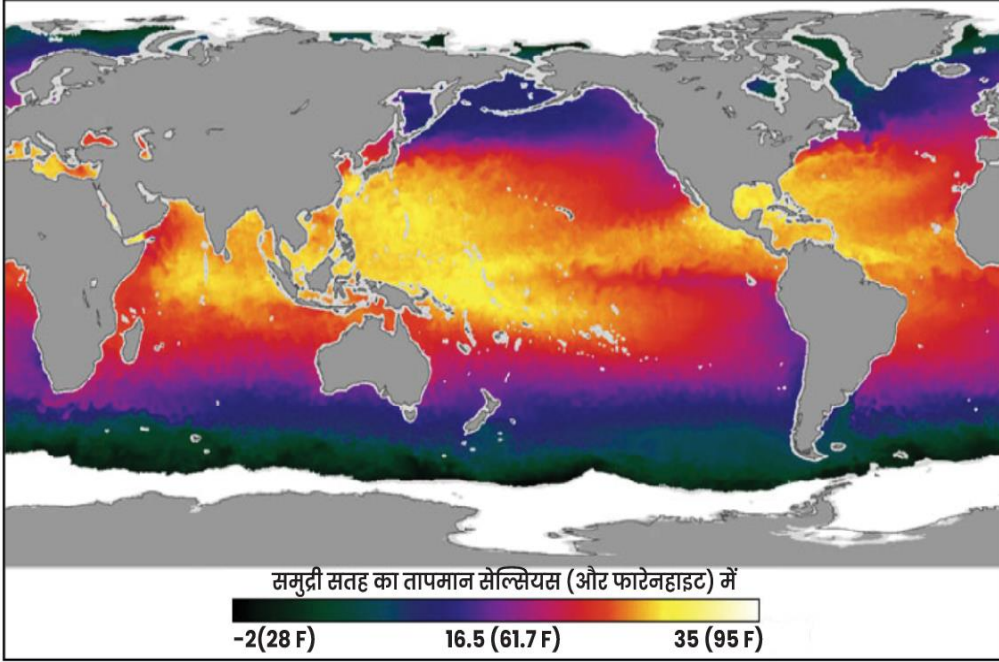 समुद्री सतह का तापमान सेल्सियस (और फारेनहाइट) में
-2(28 F) 16.5 (61.7 F) 35 (95 F)